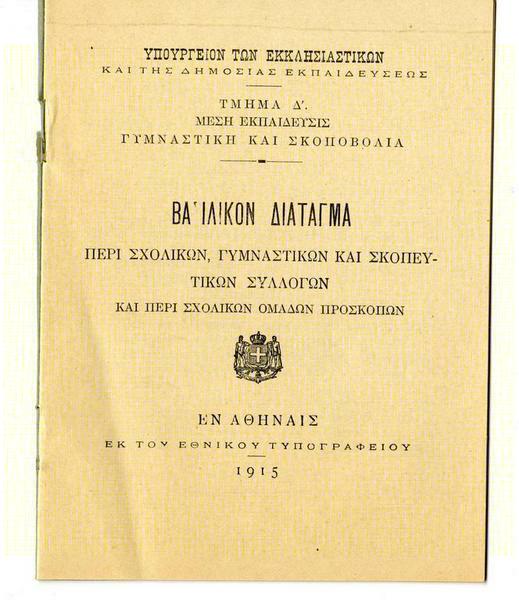 ΥΠΟΥΡΓΕΙΟΝ ΤΩΝ ΕΚΚΛΗΣΙΑΣΤΙΚΩΝ
ΚΑΙ ΤΗΣ ΔΗΜΟΣΙΑΣ ΕΚΠΑΙΔΕΥΣΕΩΣ
ΤΜΗΜΑ Δ'.
ΜΕΣΗ ΕΚΠΑΙΔΕΥΣΙΣ
ΓΥΜΝΑΣΤΙΚΗ ΚΑΙ ΣΚΟΠΟΒΟΛΙΑ
ΒΑΣΙΛΙΚΟΝ ΔΙΑΤΑΓΜΑ
ΠΕΡΙ ΣΧΟΛΙΚΩΝ, ΓΥΜΝΑΣΤΙΚΩΝ ΚΑΙ ΣΚΟΠΕΥ-
ΤΙΚΩΝ ΣΥΛΛΟΓΩΝ
ΚΑΙ ΠΕΡΙ ΣΧΟΛΙΚΩΝ ΟΜΑΔΩΝ ΠΡΟΣΚΟΠΩΝ
ΕΝ ΑΘΗΝΑΙΣ
ΕΚ ΤΟΥ ΕΘΝΙΚΟΥ ΤΥΠΟΓΡΑΦΕΙΟΥ
1915